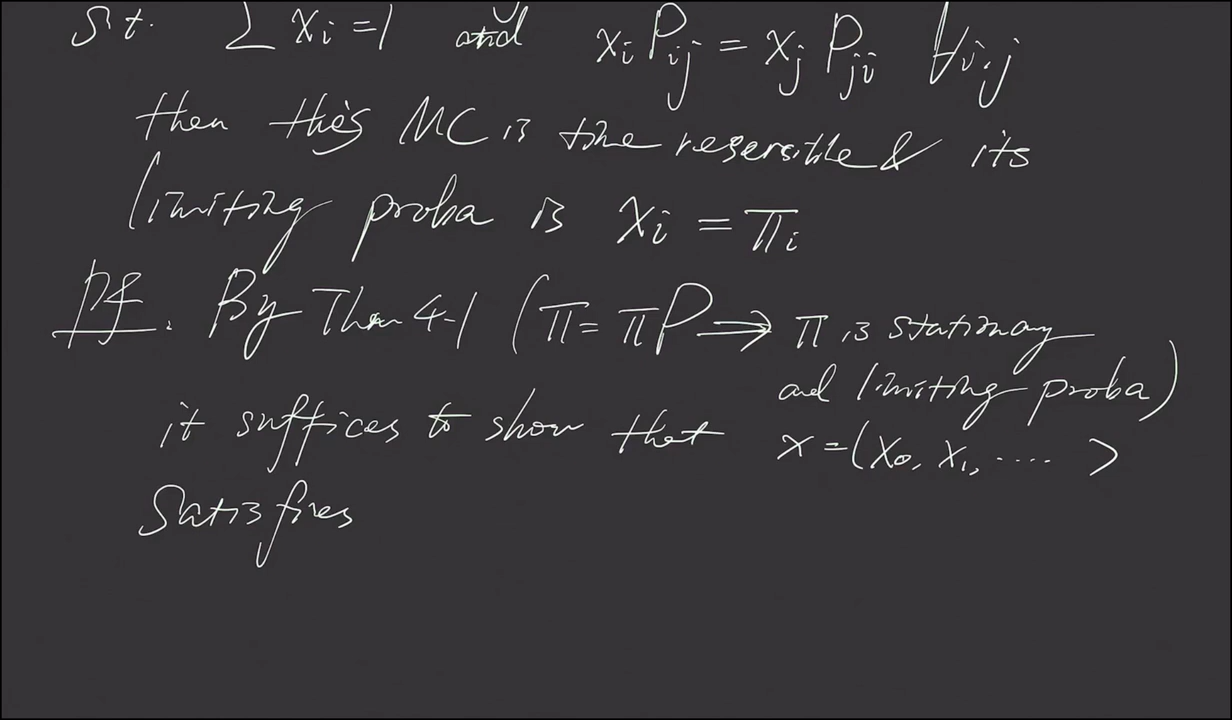 s.t. Σ xi = 1 and xi Pij = xj Pji ∀i,j
then this MC is time reversible & its
limiting proba is xi = πi
pf. By Thm 4-1 (π = πP ⇒ π is stationary
and limiting proba)
it suffices to show that x = (x0, x1, ....)
Satisfies